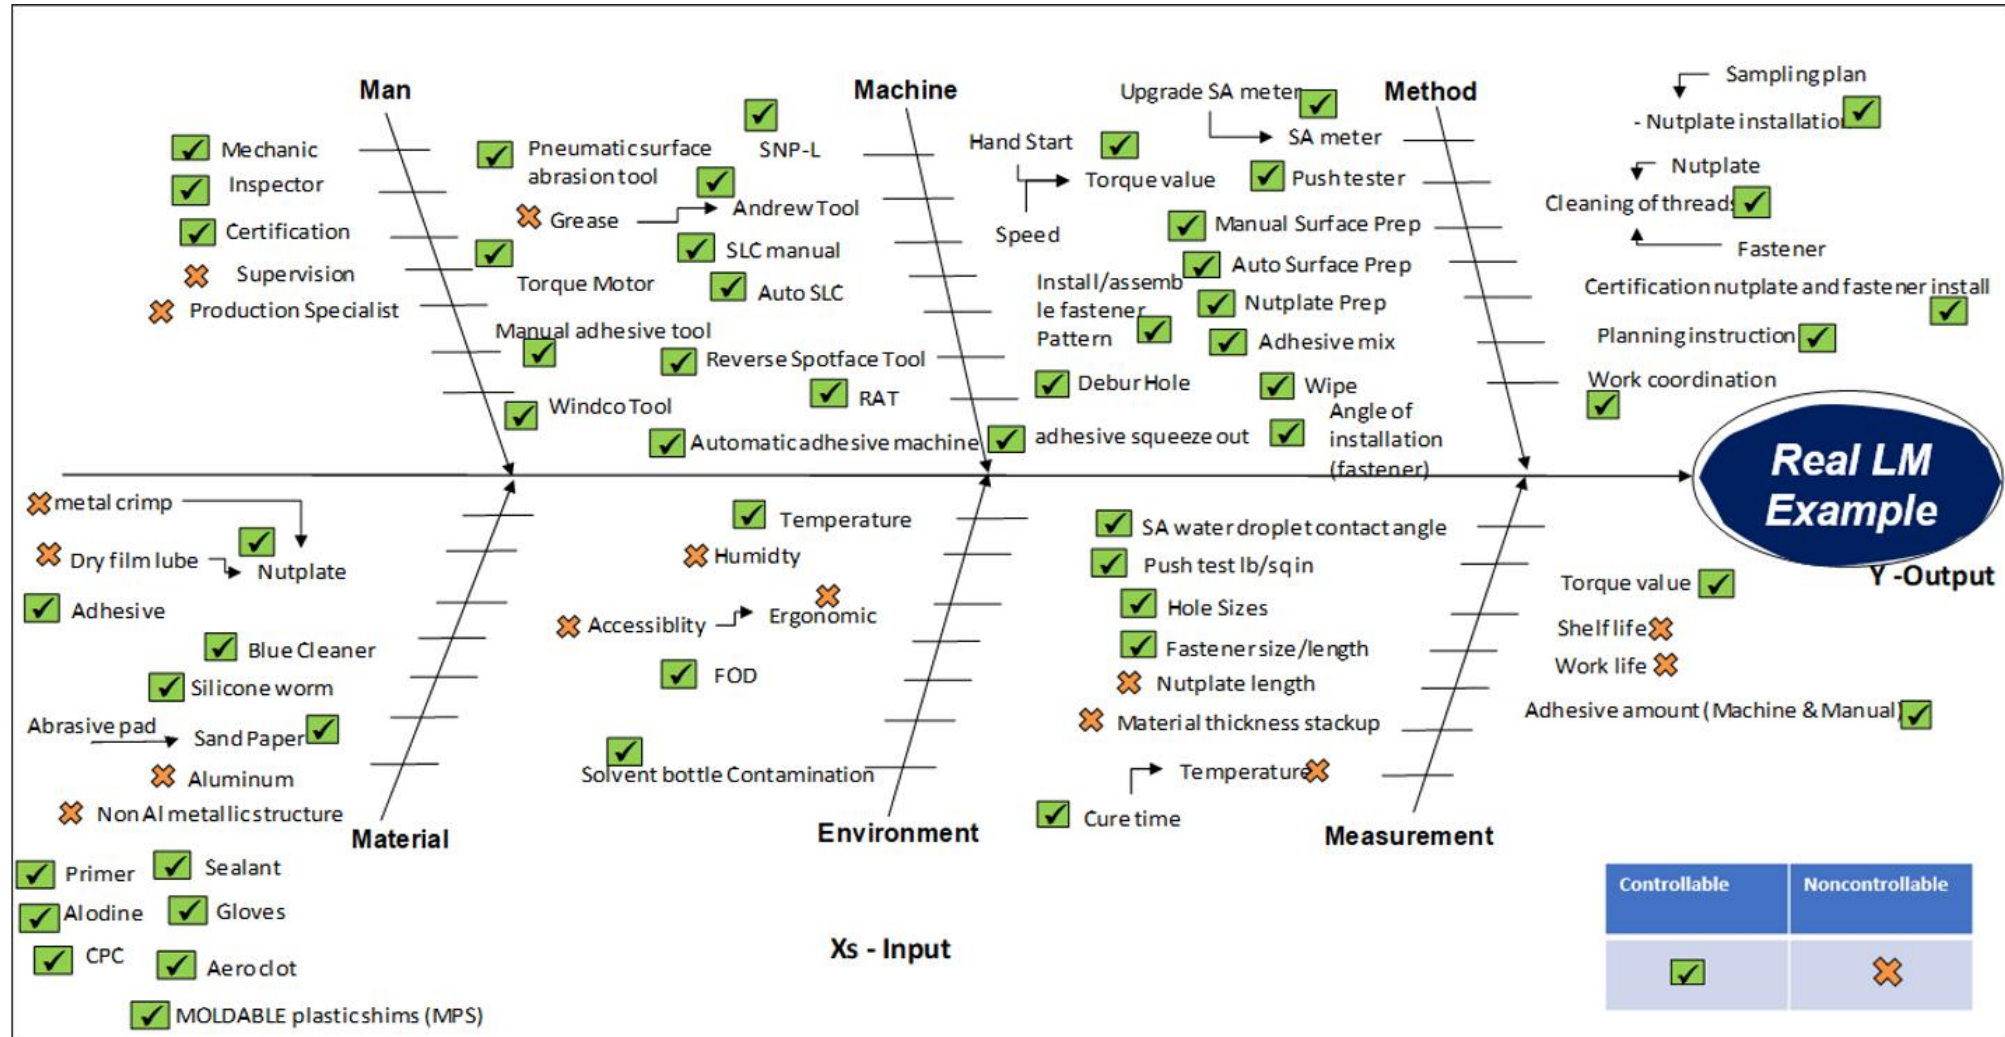 Man
Mechanic
Inspector
Certification
Supervision
Production Specialist
Machine
SNP-L
Pneumatic surface
abrasion tool
Grease
Andrew Tool
SLC manual
Torque Motor
Auto SLC
Manual adhesive tool
Reverse Spotface Tool
RAT
Windco Tool
Automatic adhesive machine
Method
Upgrade SA meter
SA meter
Hand Start
Torque value
Speed
Push tester
Manual Surface Prep
Auto Surface Prep
Install/assemb
le fastener
Pattern
Nutplate Prep
Adhesive mix
Debur Hole
Wipe
adhesive squeeze out
Angle of
installation
(fastener)
Sampling plan
- Nutplate installation
Nutplate
Cleaning of threads
Fastener
Certification nutplate and fastener install
Planning instruction
Work coordination
Real LM
Example
Y -Output
metal crimp
Dry film lube
Nutplate
Adhesive
Blue Cleaner
Silicone worm
Abrasive pad
Sand Paper
Aluminum
Non Al metallic structure
Material
Primer
Sealant
Alodine
Gloves
CPC
Aero clot
MOLDABLE plastic shims (MPS)
Temperature
Humidty
Accessiblity
Ergonomic
FOD
Solvent bottle Contamination
Environment
SA water droplet contact angle
Push test lb/sq in
Hole Sizes
Fastener size/length
Nutplate length
Material thickness stackup
Temperature
Cure time
Measurement
Torque value
Shelf life
Work life
Adhesive amount (Machine & Manual)
Xs - Input
Controllable
Noncontrollable